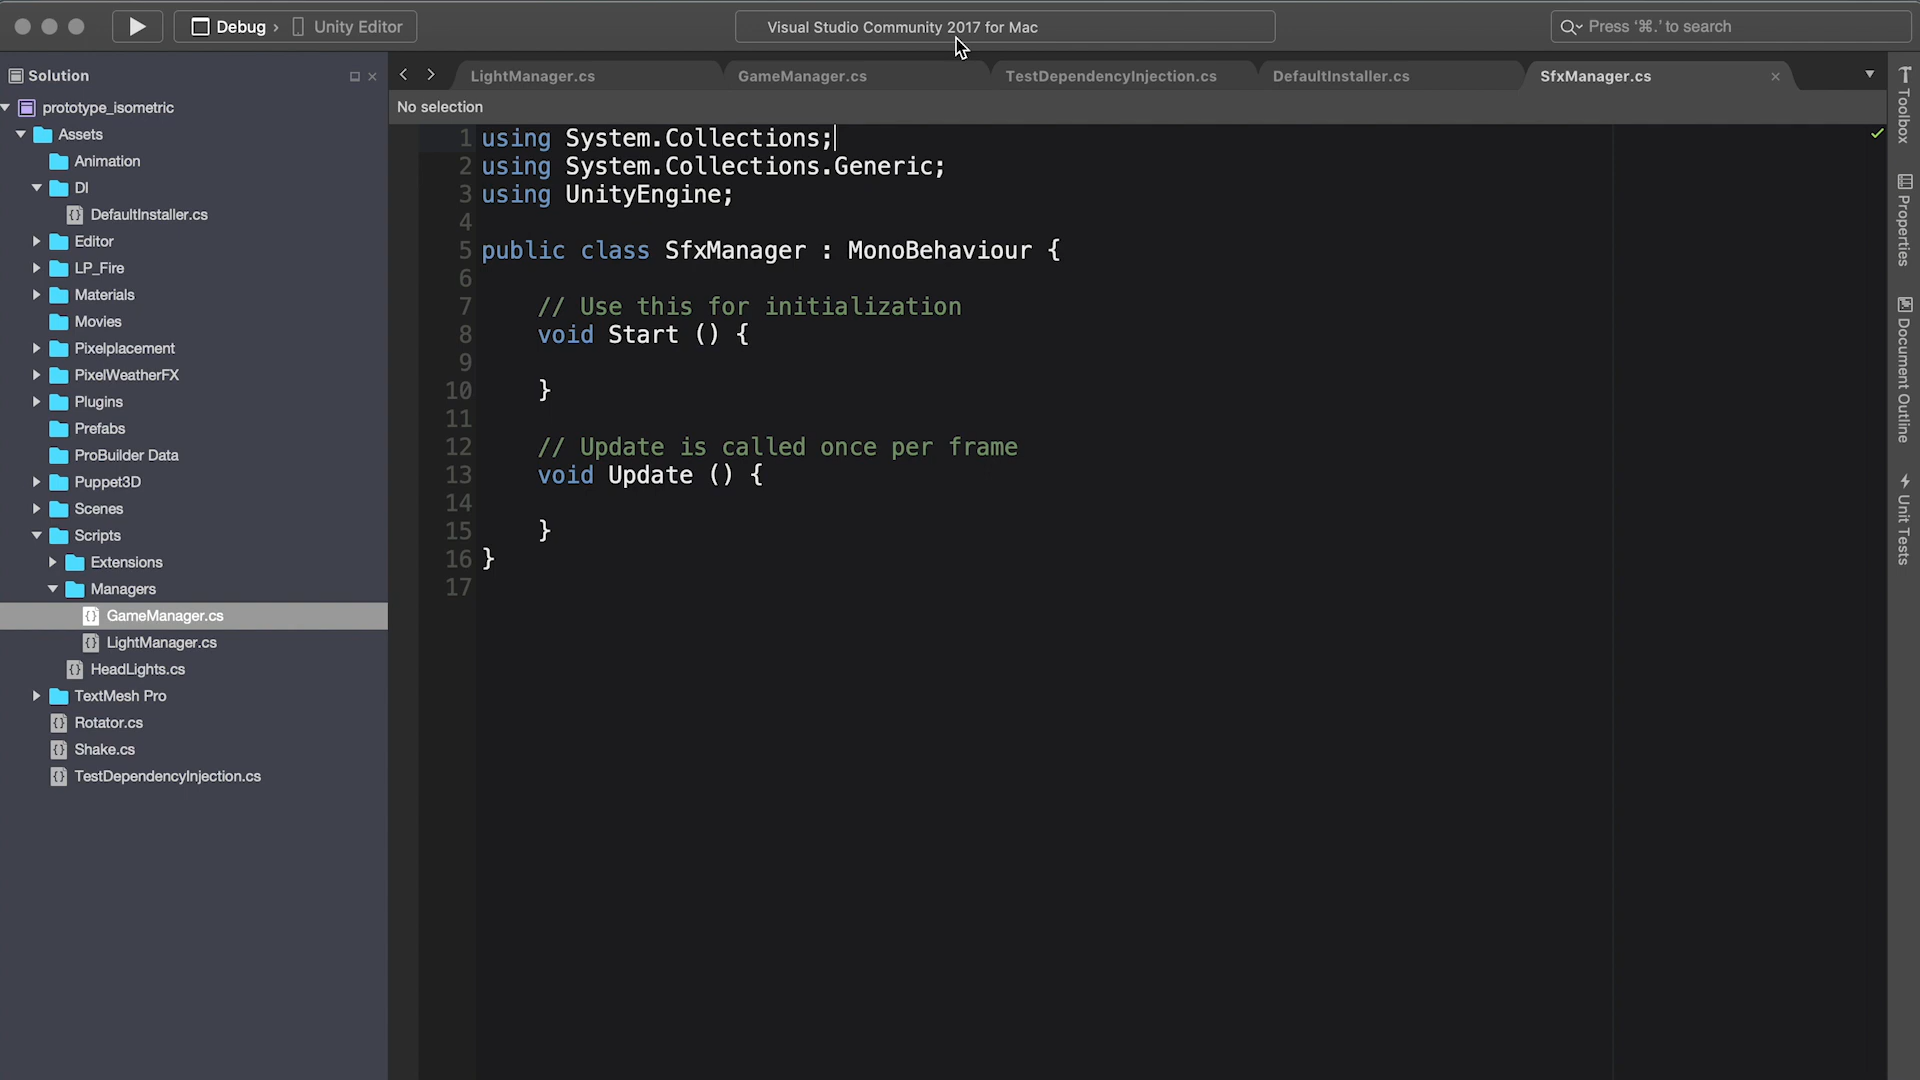 Debug › Unity Editor
Visual Studio Community 2017 for Mac
Press ‘⌘.’ to search
Solution
prototype_isometric
Assets
Animation
DI
DefaultInstaller.cs
Editor
LP_Fire
Materials
Movies
Pixelplacement
PixelWeatherFX
Plugins
Prefabs
ProBuilder Data
Puppet3D
Scenes
Scripts
Extensions
Managers
GameManager.cs
LightManager.cs
HeadLights.cs
TextMesh Pro
Rotator.cs
Shake.cs
TestDependencyInjection.cs
LightManager.cs
GameManager.cs
TestDependencyInjection.cs
DefaultInstaller.cs
SfxManager.cs
No selection
1 using System.Collections;
2 using System.Collections.Generic;
3 using UnityEngine;
4
5 public class SfxManager : MonoBehaviour {
6
7 // Use this for initialization
8 void Start () {
9
10 }
11
12 // Update is called once per frame
13 void Update () {
14
15 }
16 }
17
Toolbox
Properties
Document Outline
Unit Tests